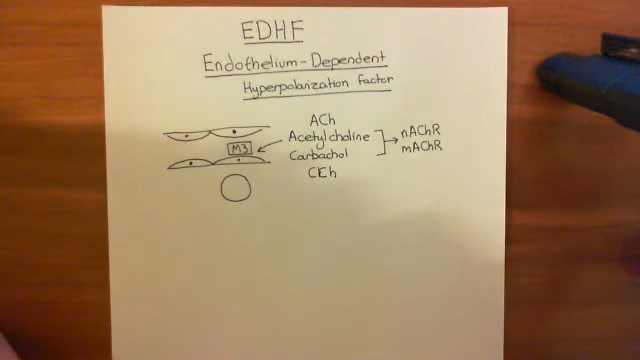 EDHF
Endothelium-Dependent
Hyperpolarization factor
ACh
Acetylcholine
Carbachol
CCh
M3
nAChR
mAChR